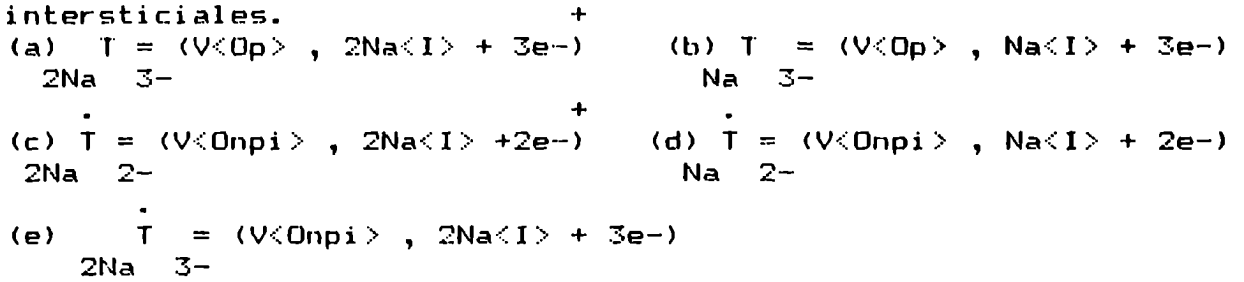 intersticiales.                                  +
(a)   T = (V<Op> , 2Na<I> + 3e-)        (b) T   = (V<Op> , Na<I> + 3e-)
   2Na   3-                                  Na   3-
      .                                  +      .
(c) T = (V<Onpi> , 2Na<I> +2e-)     (d) T = (V<Onpi> , Na<I> + 2e-)
  2Na   2-                                 Na   2-
         .
(e)      T   = (V<Onpi> , 2Na<I> + 3e-)
     2Na   3-